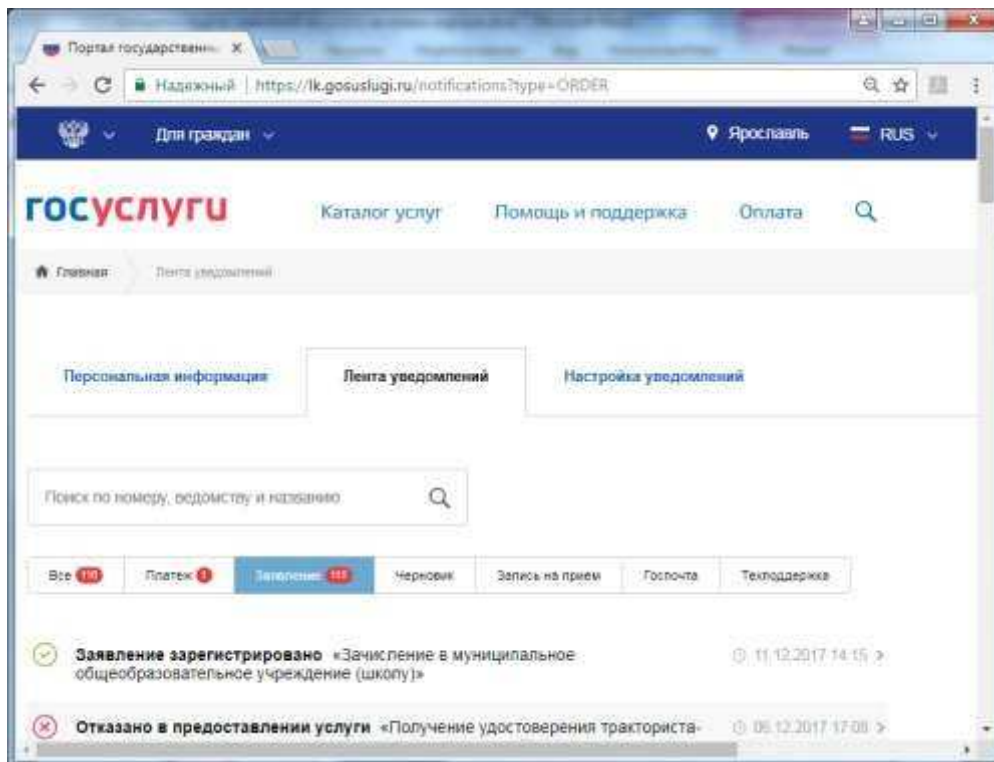 Портал государствен
Надежный https://lk.gosuslugi.ru/notifications?type=ORDER
Для граждан Ярославль RUS
госуслуги Каталог услуг Помощь и поддержка Оплата
Главная Лента уведомлений
Персональная информация Лента уведомлений Настройка уведомлений
Поиск по номеру, ведомству и названию
Все Платеж Заявление Черновик Запись на прием Госпочта Техподдержка
Заявление зарегистрировано «Зачисление в муниципальное 11.12.2017 14:15
общеобразовательное учреждение (школу)»
Отказано в предоставлении услуги «Получение удостоверения тракториста- 12.2017